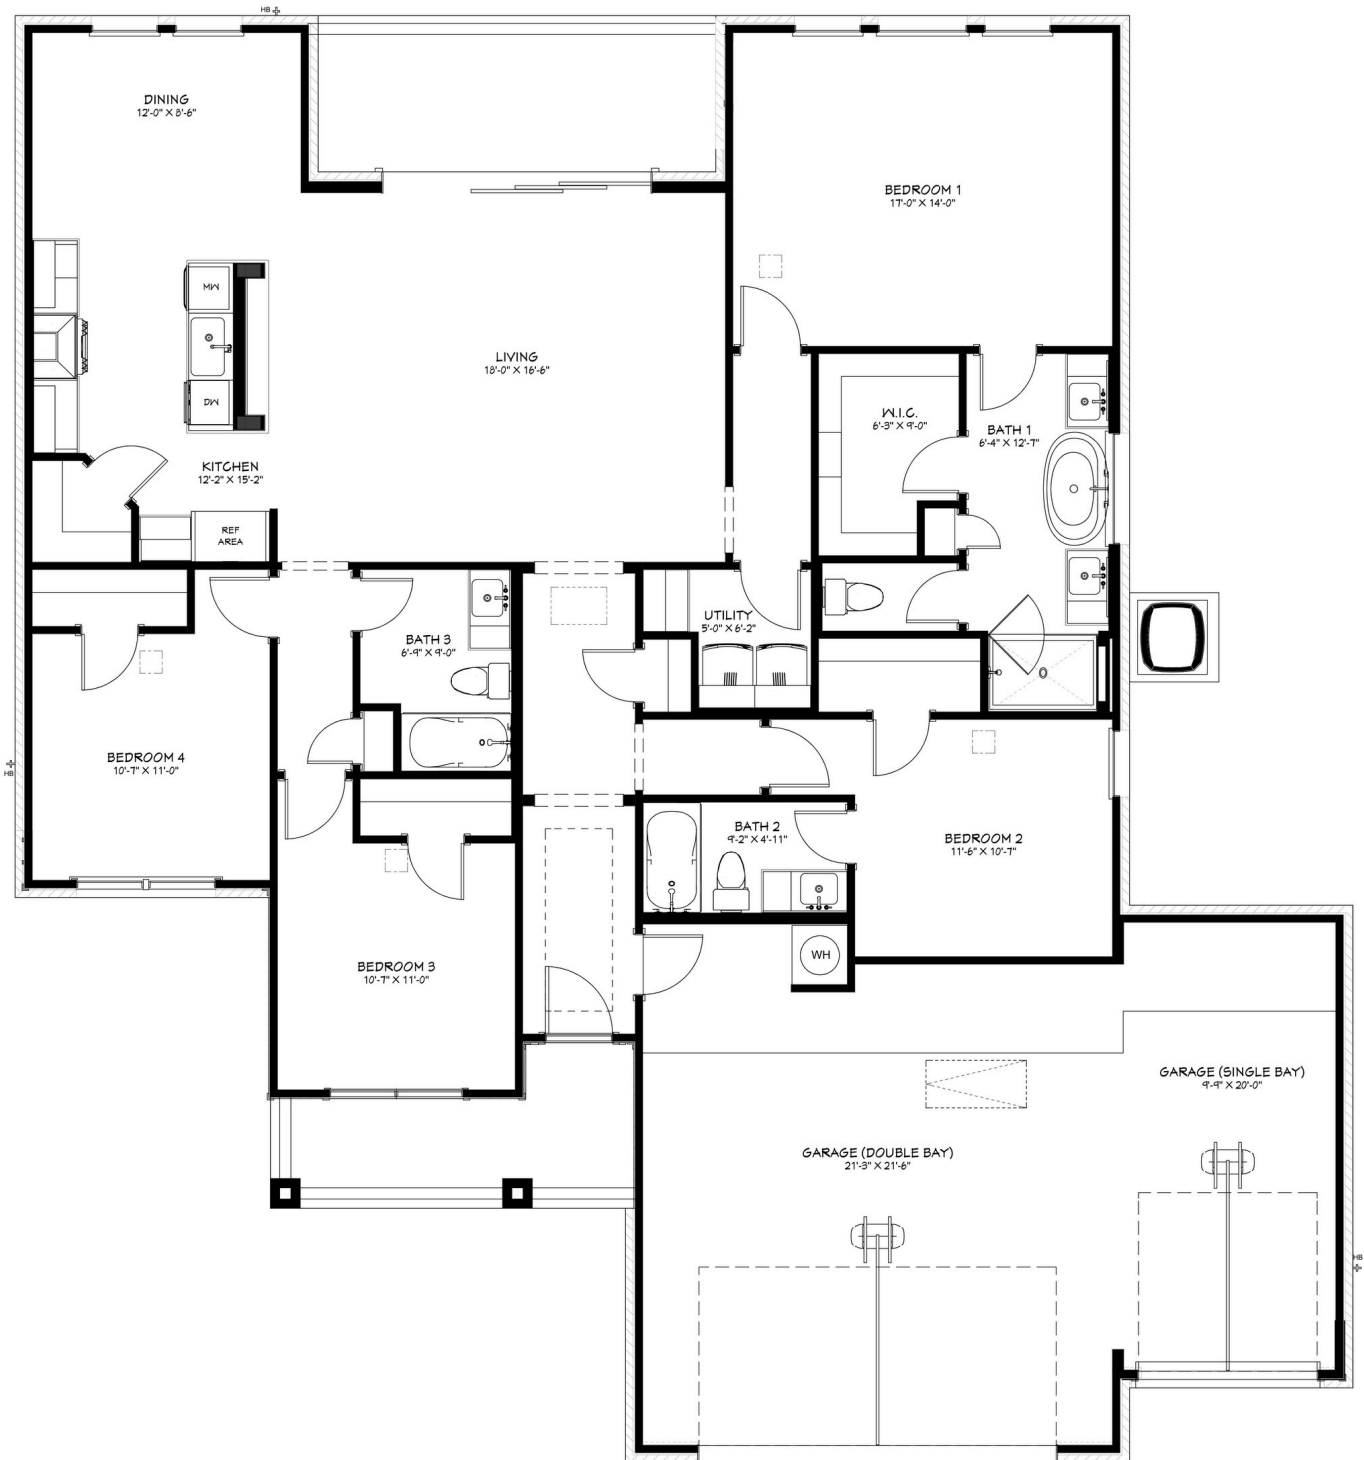 HB
DINING
12'-0" X 8'-6"
BEDROOM 1
17'-0" X 14'-0"
MW
LIVING
18'-0" X 16'-6"
DW
W.I.C.
6'-3" X 9'-0"
BATH 1
6'-4" X 12'-7"
KITCHEN
12'-2" X 15'-2"
REF
AREA
UTILITY
5'-0" X 6'-2"
BATH 3
6'-9" X 9'-0"
BEDROOM 4
10'-7" X 11'-0"
HB
BATH 2
9'-2" X 4'-11"
BEDROOM 2
11'-6" X 10'-7"
WH
BEDROOM 3
10'-7" X 11'-0"
GARAGE (SINGLE BAY)
9'-9" X 20'-0"
GARAGE (DOUBLE BAY)
21'-3" X 21'-6"
HB